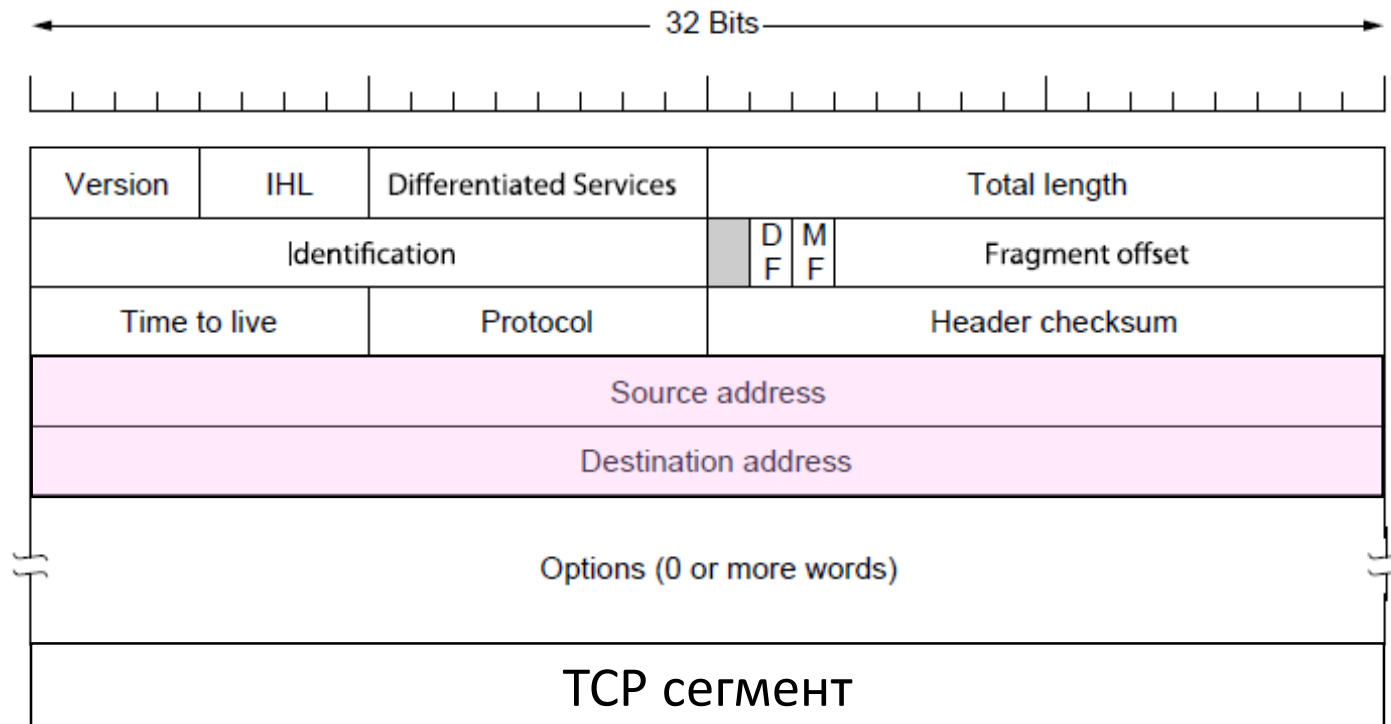 32 Bits
Version IHL Differentiated Services Total length
Identification D F M F Fragment offset
Time to live Protocol Header checksum
Source address
Destination address
Options (0 or more words)
TCP сегмент